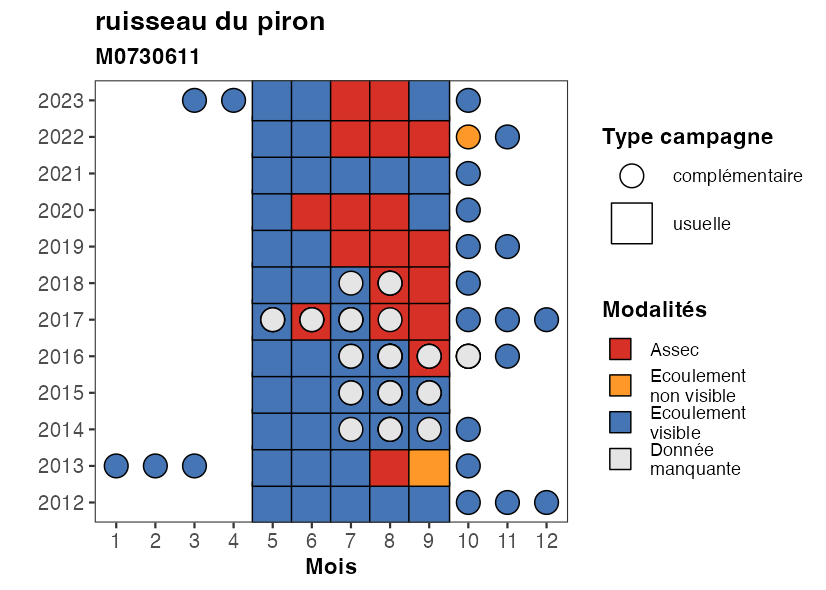 ruisseau du piron
M0730611
2023
2022
2021
2020
2019
2018
2017
2016
2015
2014
2013
2012
1 2 3 4 5 6 7 8 9 10 11 12
Mois
Type campagne
complémentaire
usuelle
Modalités
Assec
Ecoulement
non visible
Ecoulement
visible
Donnée
manquante